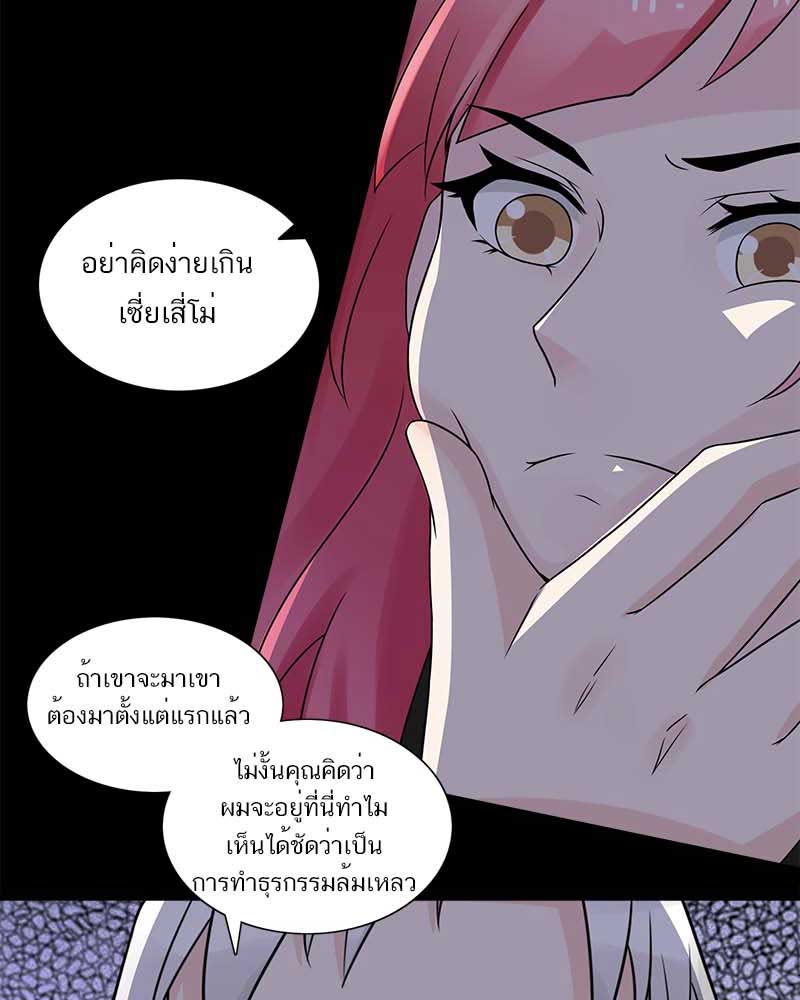 อย่าคิดง่ายเกิน
เซี่ยเสี่โม่
ถ้าเขาจะมาเขา
ต้องมาตั้งแต่แรกแล้ว
ไม่งั้นคุณคิดว่า
ผมจะอยู่ที่นี่ทำไม
เห็นได้ชัดว่าเป็น
การทำธุรกรรมล้มเหลว